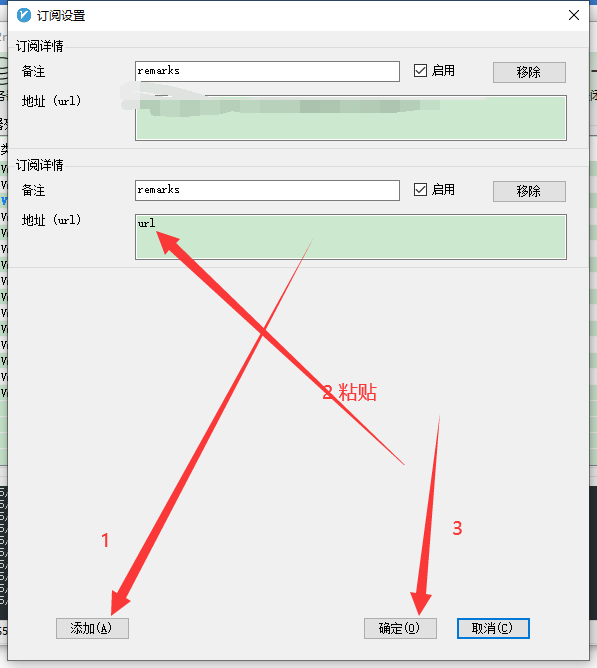 订阅设置
订阅详情
备注 remarks 启用 移除
地址 (url)
订阅详情
备注 remarks 启用 移除
地址 (url) url
2 粘贴
1
3
添加(A) 确定(O) 取消(C)